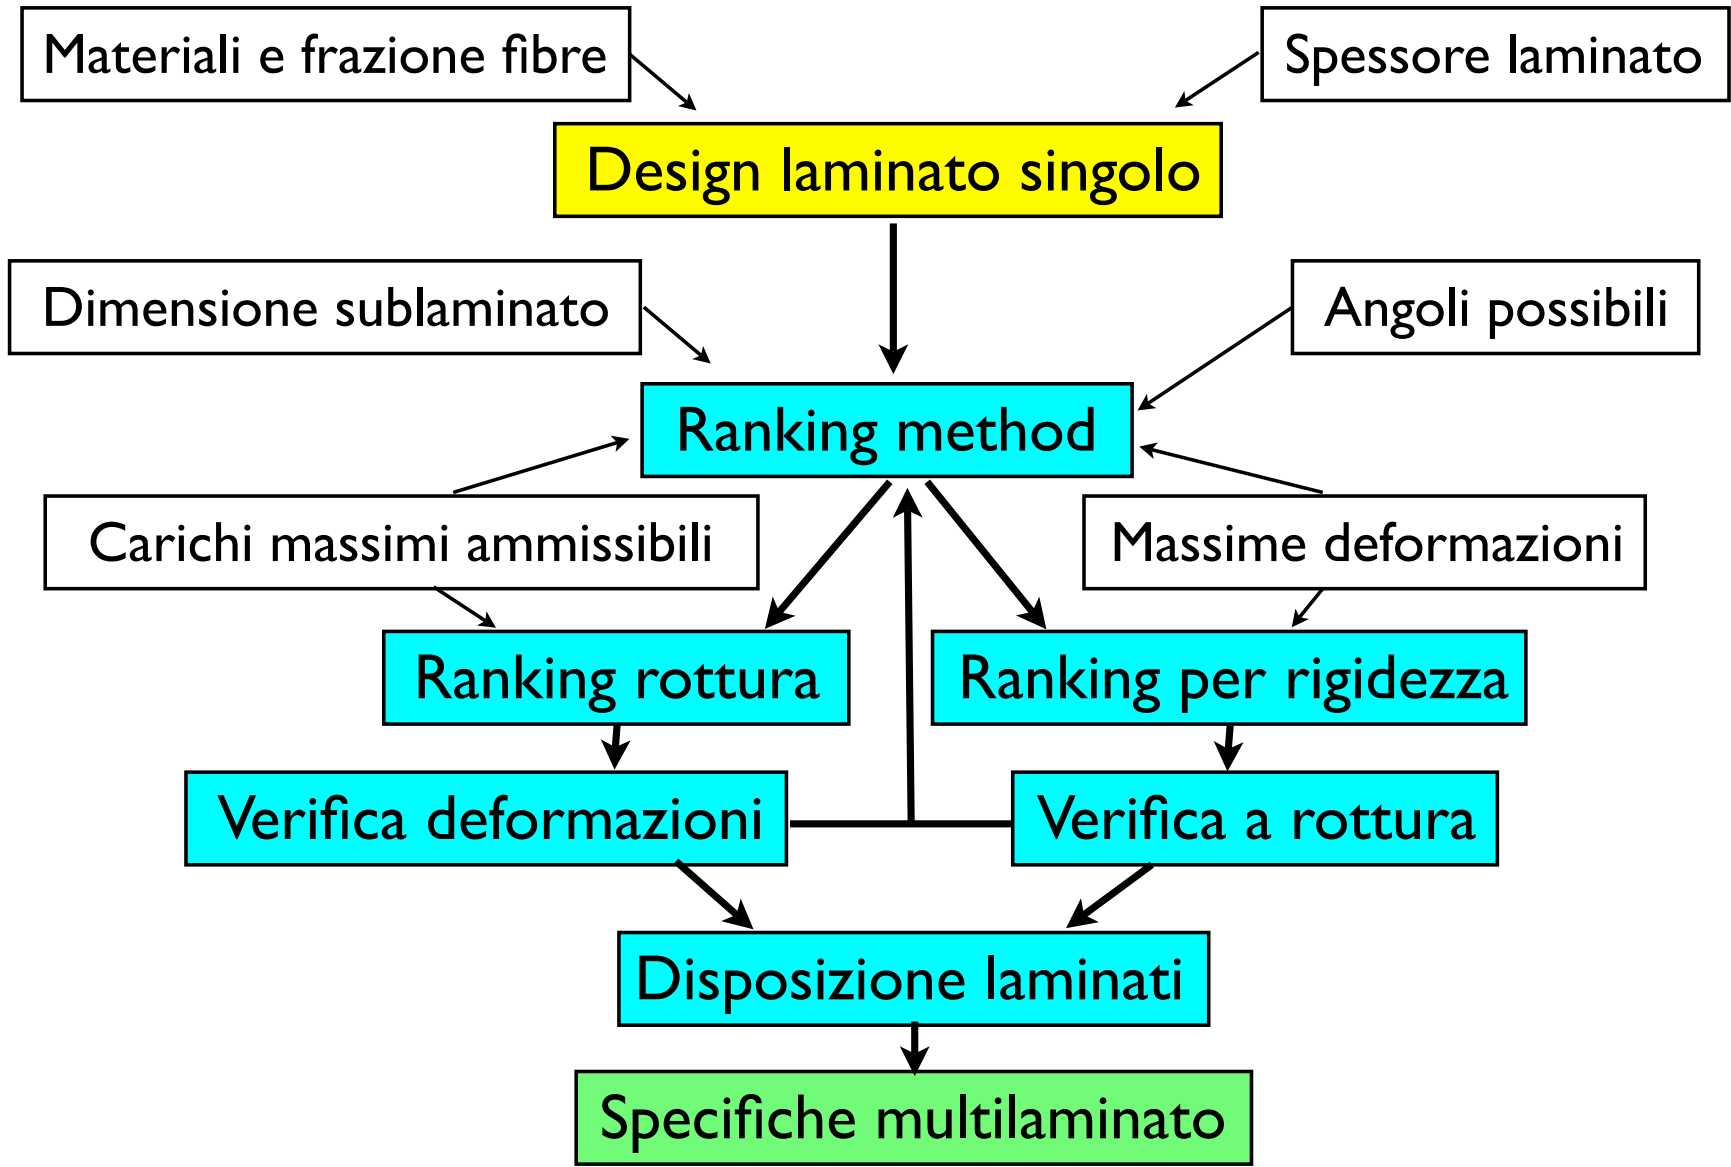 Materiali e frazione fibre
Spessore laminato
Design laminato singolo
Dimensione sublaminato
Angoli possibili
Ranking method
Carichi massimi ammissibili
Massime deformazioni
Ranking rottura
Ranking per rigidezza
Verifica deformazioni
Verifica a rottura
Disposizione laminati
Specifiche multilaminato